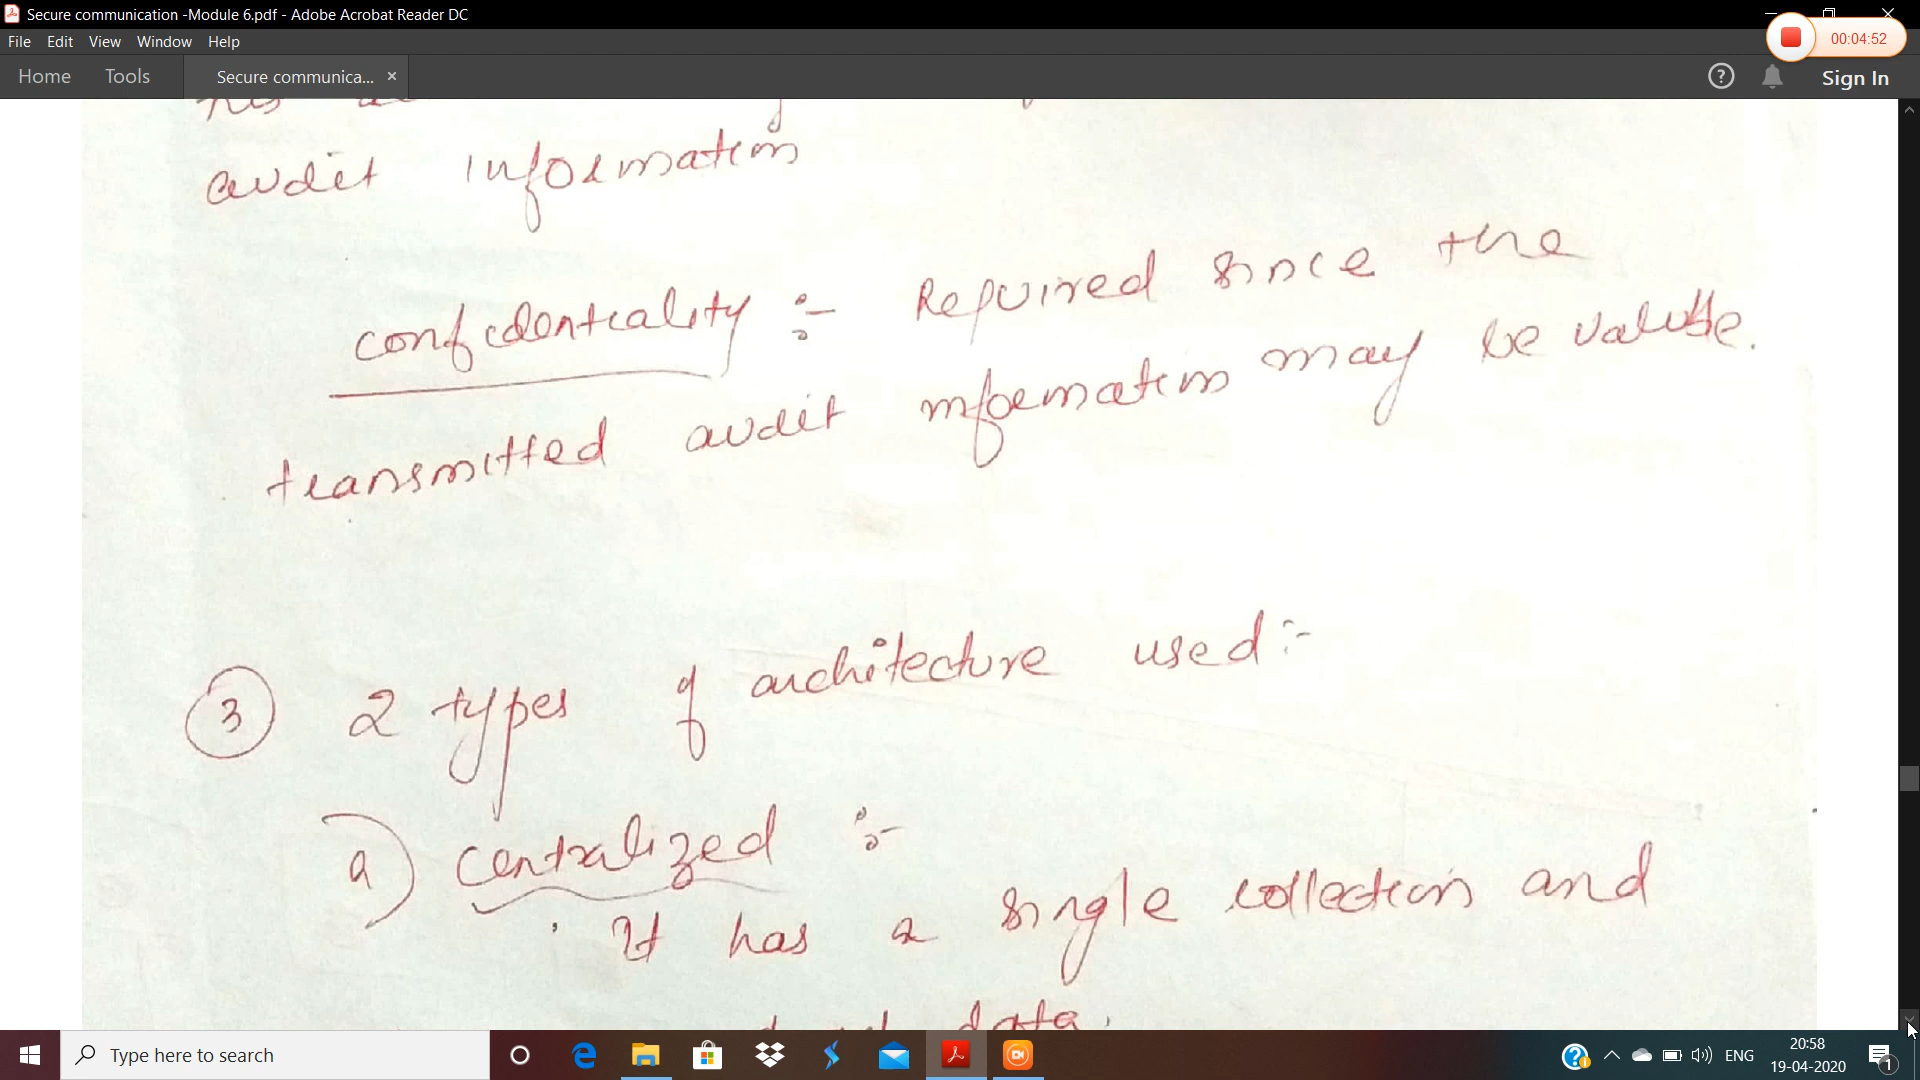 Secure communication -Module 6.pdf - Adobe Acrobat Reader DC
00:04:52
File Edit View Window Help
Home Tools Secure communica... × Sign In
audit information
confidentiality :- Required since the
transmitted audit information may be valuable.
3 2 types of architecture used :-
a) centralized :-
It has a single collection and
data.
Type here to search
ENG
20:58
19-04-2020
1